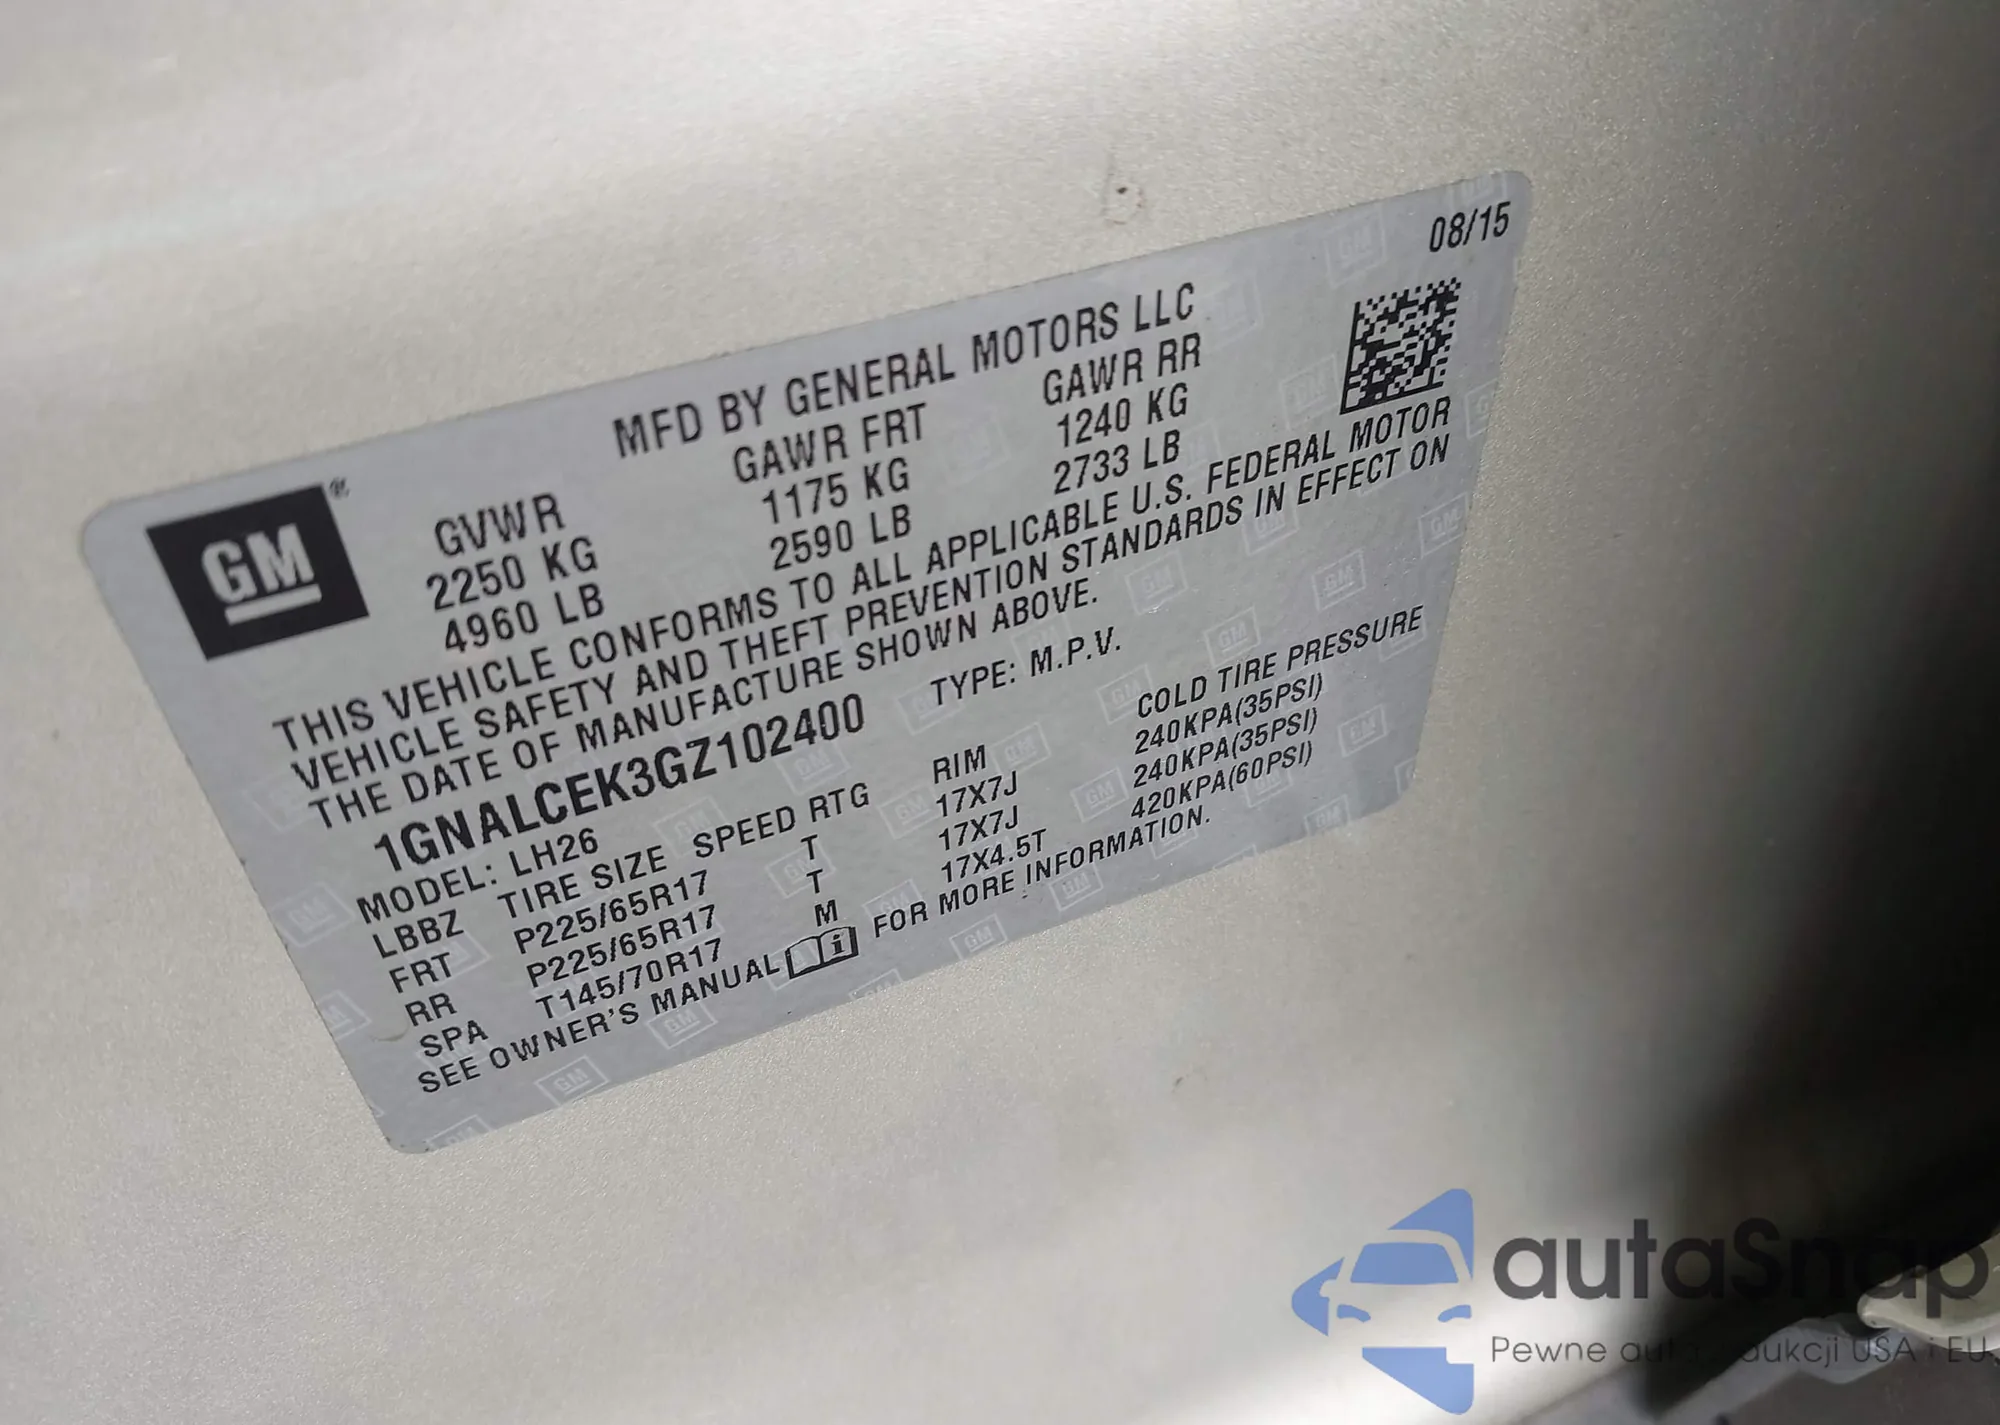 08/15
MFD BY GENERAL MOTORS LLC
GM®
GVWR GAWR FRT GAWR RR
2250 KG 1175 KG 1240 KG
4960 LB 2590 LB 2733 LB
THIS VEHICLE CONFORMS TO ALL APPLICABLE U.S. FEDERAL MOTOR
VEHICLE SAFETY AND THEFT PREVENTION STANDARDS IN EFFECT ON
THE DATE OF MANUFACTURE SHOWN ABOVE.
1GNALCEK3GZ102400 TYPE: M.P.V.
MODEL: LH26
LBBZ TIRE SIZE SPEED RTG RIM COLD TIRE PRESSURE
FRT P225/65R17 T 17X7J 240KPA(35PSI)
RR P225/65R17 T 17X7J 240KPA(35PSI)
SPA T145/70R17 M 17X4.5T 420KPA(60PSI)
SEE OWNER'S MANUAL i FOR MORE INFORMATION.
autaSnap
Pewne auta USA i EU